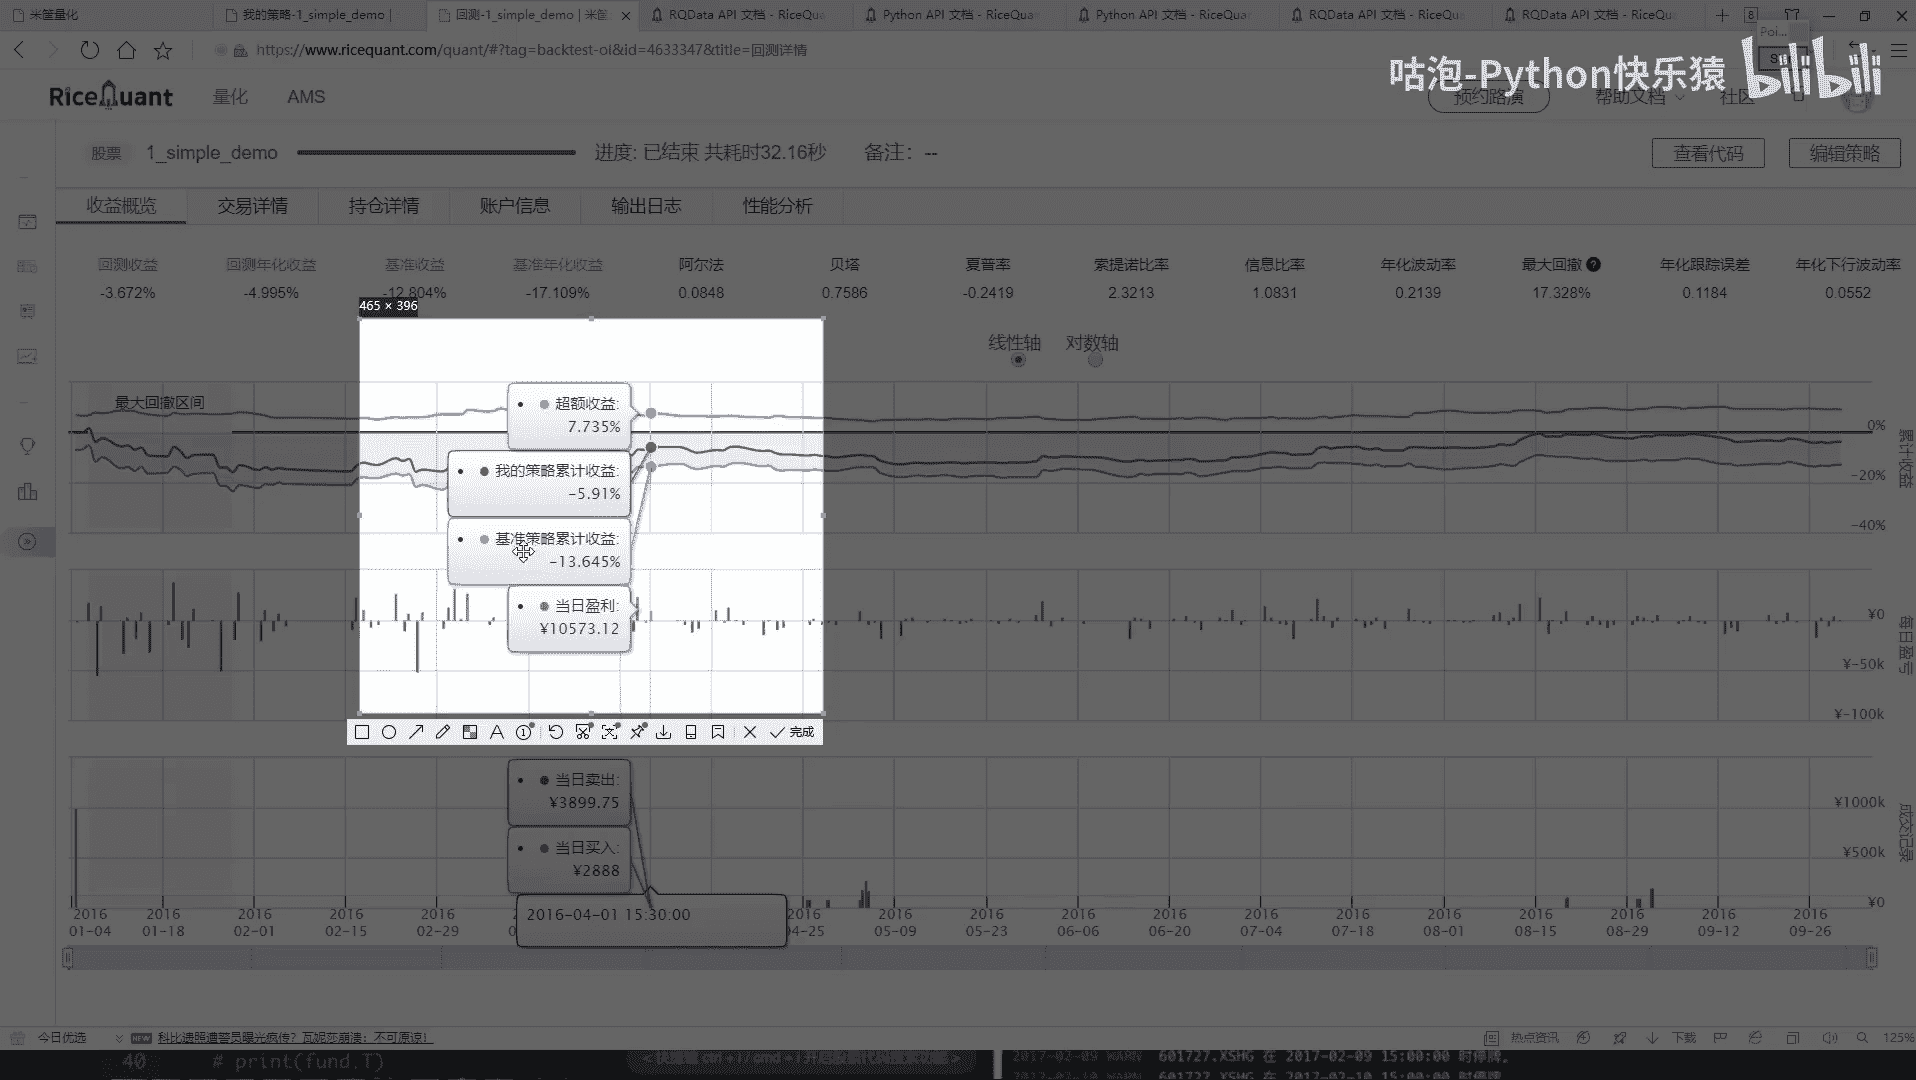 米筐量化
我的策略-1_simple_demo |
回测-1_simple_demo | 米筐
RQData API 文档 - RiceQua
Python API 文档 - RiceQua
Python API 文档 - RiceQua
RQData API 文档 - RiceQu
RQData API 文档 - RiceQu
8
Poi...
https://www.ricequant.com/quant/#?tag=backtest-oi&id=4633347&title=回测详情
咕泡-Python快乐猿
bilibili
RiceQuant
量化
AMS
预约路演
帮助文档
社区
股票
1_simple_demo
进度: 已结束 共耗时32.16秒
备注: --
查看代码
编辑策略
收益概览
交易详情
持仓详情
账户信息
输出日志
性能分析
回测收益 回测年化收益 基准收益 基准年化收益 阿尔法 贝塔 夏普率 索提诺比率 信息比率 年化波动率 最大回撤 ? 年化跟踪误差 年化下行波动率
-3.672% -4.995% -12.804% -17.109% 0.0848 0.7586 -0.2419 2.3213 1.0831 0.2139 17.328% 0.1184 0.0552
465 × 396
线性轴 对数轴
最大回撤区间
超额收益:
7.735%
我的策略累计收益:
-5.91%
基准策略累计收益:
-13.645%
当日盈利:
¥10573.12
0%
-20%
-40%
累计收益
¥0
¥-50k
¥-100k
每日盈亏
完成
当日卖出:
¥3899.75
当日买入:
¥2888
2016-04-01 15:30:00
¥1000k
¥500k
¥0
成交记录
2016 2016 2016 2016 2016 2016 2016 2016 2016 2016 2016 2016 2016 2016 2016 2016 2016
01-04 01-18 02-01 02-15 02-29 04-25 05-09 05-23 06-06 06-20 07-04 07-18 08-01 08-15 08-29 09-12 09-26
今日优选
NEW
科比遗照遭警员曝光疯传? 瓦妮莎崩溃: 不可原谅!
热点资讯
下载
125%
40 # print(fund.T)
2017-02-09 WARN 601727.XSHG 在 2017-02-09 15:00:00 时停牌。
2017-02-10 WARN 601727.XSHG 在 2017-02-10 15:00:00 时停牌。